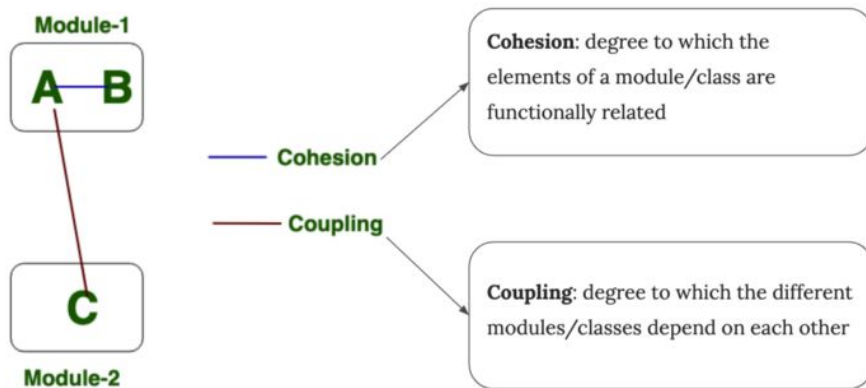 Module-1
A B
Cohesion: degree to which the
elements of a module/class are
functionally related
Cohesion
Coupling
C
Module-2
Coupling: degree to which the different
modules/classes depend on each other